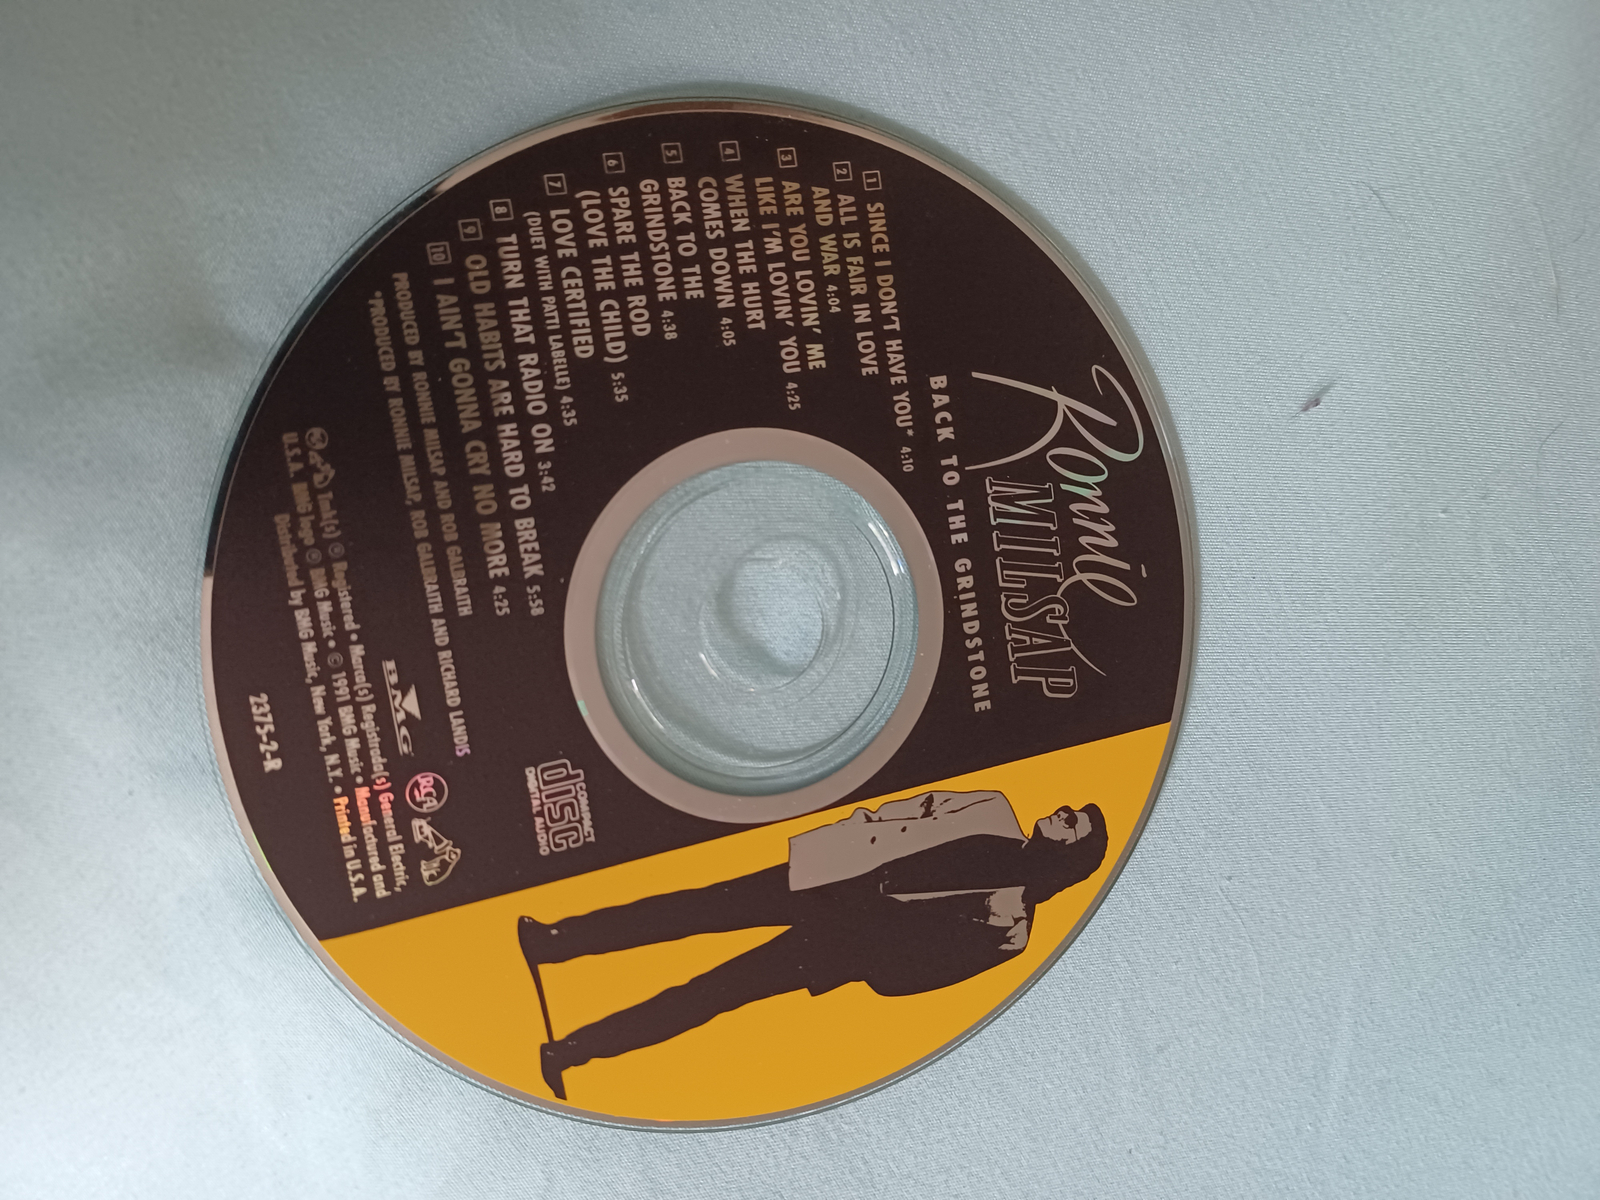 Ronnie
MILSAP
BACK TO THE GRINDSTONE
1 SINCE I DON'T HAVE YOU* 4:10
2 ALL IS FAIR IN LOVE
AND WAR 4:04
3 ARE YOU LOVIN' ME
LIKE I'M LOVIN' YOU 4:25
4 WHEN THE HURT
COMES DOWN 4:05
5 BACK TO THE
GRINDSTONE 4:38
6 SPARE THE ROD
(LOVE THE CHILD) 5:35
7 LOVE CERTIFIED
(DUET WITH PATTI LABELLE) 4:35
8 TURN THAT RADIO ON 3:42
9 OLD HABITS ARE HARD TO BREAK 5:58
10 I AIN'T GONNA CRY NO MORE 4:25
PRODUCED BY RONNIE MILSAP AND ROB GALBRAITH
*PRODUCED BY RONNIE MILSAP, ROB GALBRAITH AND RICHARD LANDIS
COMPACT
disc
DIGITAL AUDIO
BMG
RCA
Tmk(s) ® Registered • Marca(s) Registrada(s) General Electric,
U.S.A. BMG logo ® BMG Music • © 1991 BMG Music • Manufactured and
Distributed by BMG Music, New York, N.Y. • Printed in U.S.A.
2375-2-R